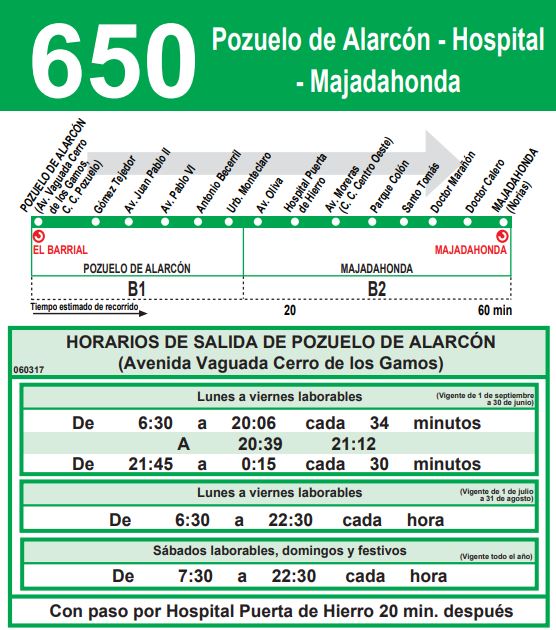 650
Pozuelo de Alarcón - Hospital
- Majadahonda
POZUELO DE ALARCÓN
(Av. Vaguada Cerro
de los Gamos,
C. C. Pozuelo)
Gómez Tejedor
Av. Juan Pablo II
Av. Pablo VI
Antonio Becerril
Urb. Monteclaro
Av. Oliva
Hospital Puerta
de Hierro
Av. Moreras
(C. C. Centro Oeste)
Parque Colón
Santo Tomás
Doctor Marañón
Doctor Calero
MAJADAHONDA
(Norias)
EL BARRIAL
MAJADAHONDA
POZUELO DE ALARCÓN
MAJADAHONDA
B1
B2
Tiempo estimado de recorrido
20
60 min
HORARIOS DE SALIDA DE POZUELO DE ALARCÓN
(Avenida Vaguada Cerro de los Gamos)
060317
Lunes a viernes laborables
(Vigente de 1 de septiembre
a 30 de junio)
De 6:30 a 20:06 cada 34 minutos
A 20:39 21:12
De 21:45 a 0:15 cada 30 minutos
Lunes a viernes laborables
(Vigente de 1 de julio
a 31 de agosto)
De 6:30 a 22:30 cada hora
Sábados laborables, domingos y festivos
(Vigente todo el año)
De 7:30 a 22:30 cada hora
Con paso por Hospital Puerta de Hierro 20 min. después